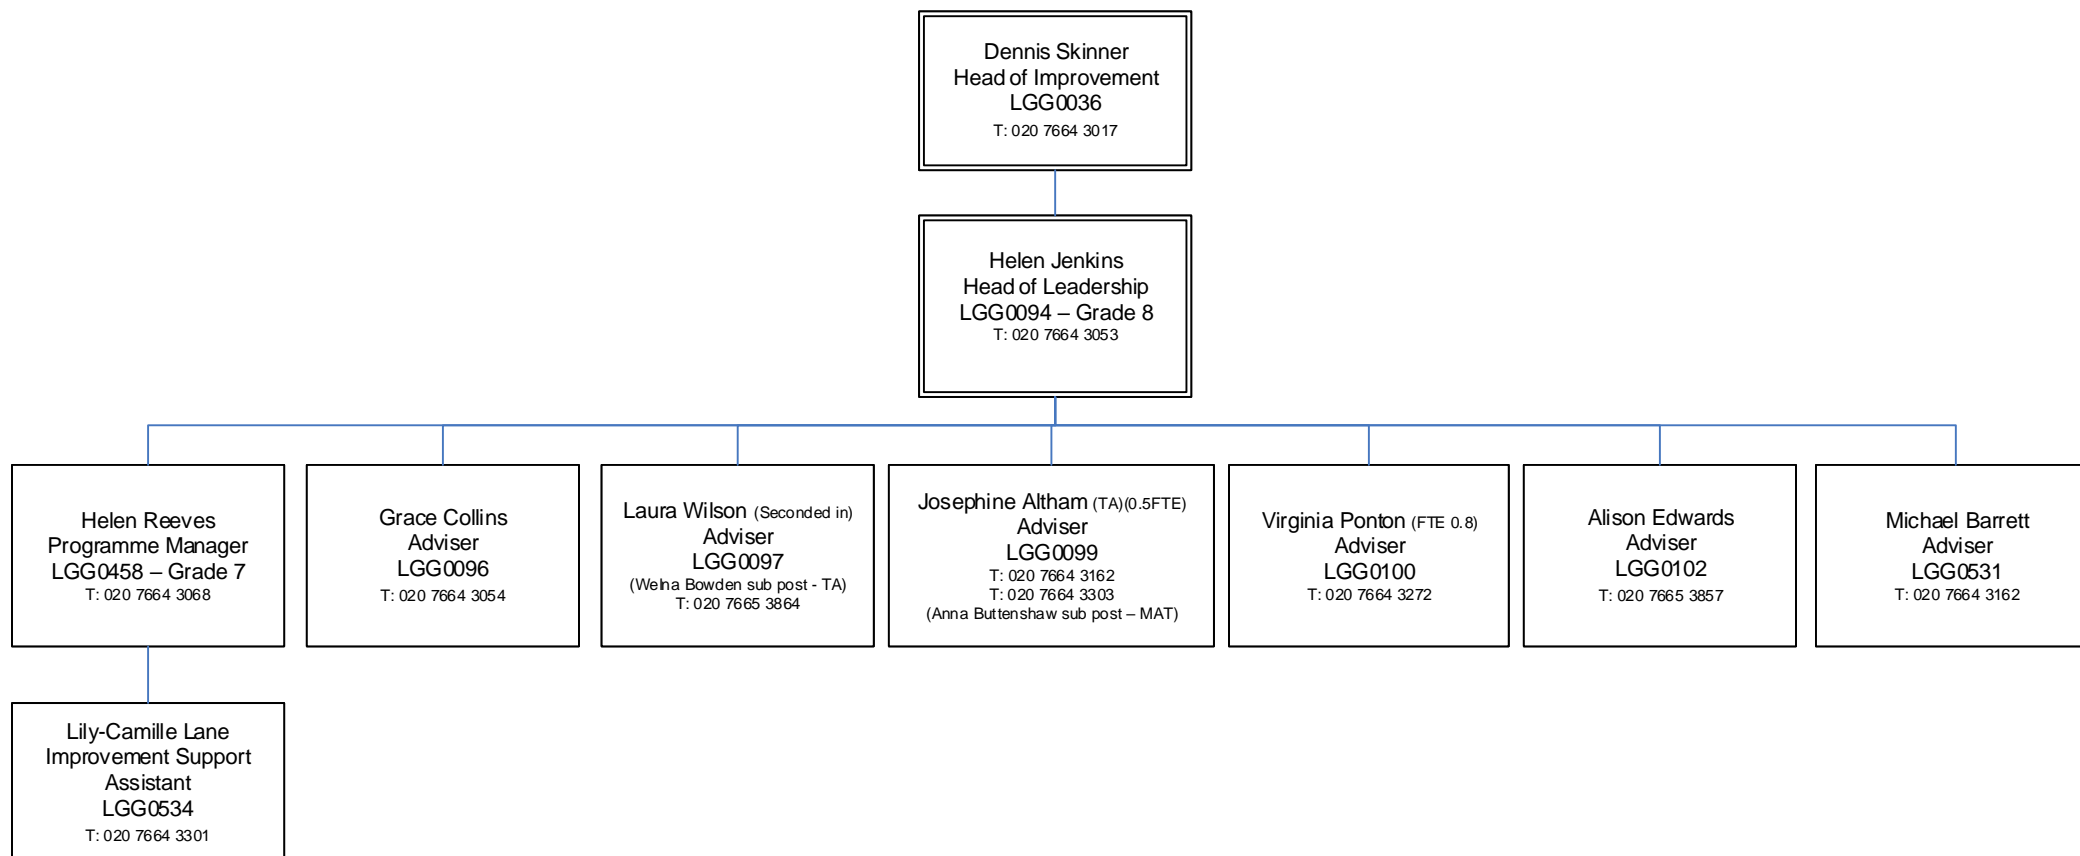 Dennis Skinner
Head of Improvement
LGG0036
T: 020 7664 3017
Helen Jenkins
Head of Leadership
LGG0094 – Grade 8
T: 020 7664 3053
Helen Reeves
Programme Manager
LGG0458 – Grade 7
T: 020 7664 3068
Grace Collins
Adviser
LGG0096
T: 020 7664 3054
Laura Wilson (Seconded in)
Adviser
LGG0097
(Welna Bowden sub post - TA)
T: 020 7665 3864
Josephine Altham (TA)(0.5FTE)
Adviser
LGG0099
T: 020 7664 3162
T: 020 7664 3303
(Anna Buttenshaw sub post – MAT)
Virginia Ponton (FTE 0.8)
Adviser
LGG0100
T: 020 7664 3272
Alison Edwards
Adviser
LGG0102
T: 020 7665 3857
Michael Barrett
Adviser
LGG0531
T: 020 7664 3162
Lily-Camille Lane
Improvement Support
Assistant
LGG0534
T: 020 7664 3301